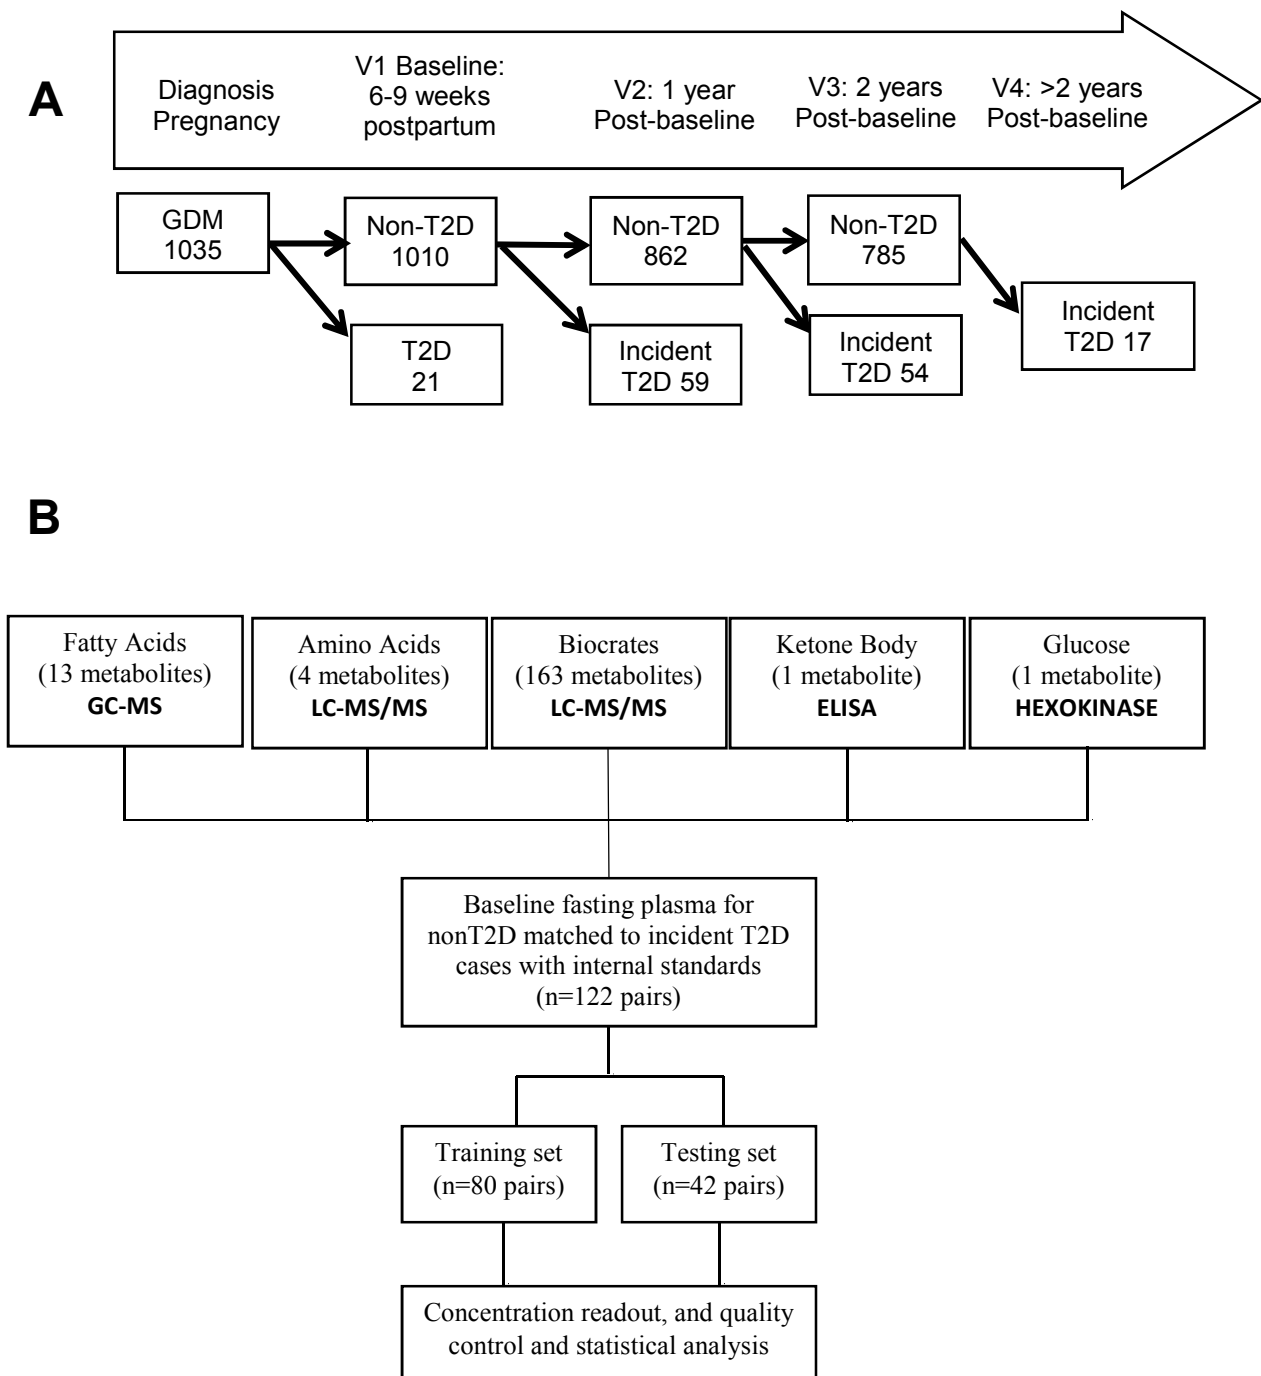 A
Diagnosis
Pregnancy
V1 Baseline:
6-9 weeks
postpartum
V2: 1 year
Post-baseline
V3: 2 years
Post-baseline
V4: >2 years
Post-baseline
GDM
1035
Non-T2D
1010
Non-T2D
862
Non-T2D
785
Incident
T2D 17
T2D
21
Incident
T2D 59
Incident
T2D 54
B
Fatty Acids
(13 metabolites)
GC-MS
Amino Acids
(4 metabolites)
LC-MS/MS
Biocrates
(163 metabolites)
LC-MS/MS
Ketone Body
(1 metabolite)
ELISA
Glucose
(1 metabolite)
HEXOKINASE
Baseline fasting plasma for
nonT2D matched to incident T2D
cases with internal standards
(n=122 pairs)
Training set
(n=80 pairs)
Testing set
(n=42 pairs)
Concentration readout, and quality
control and statistical analysis